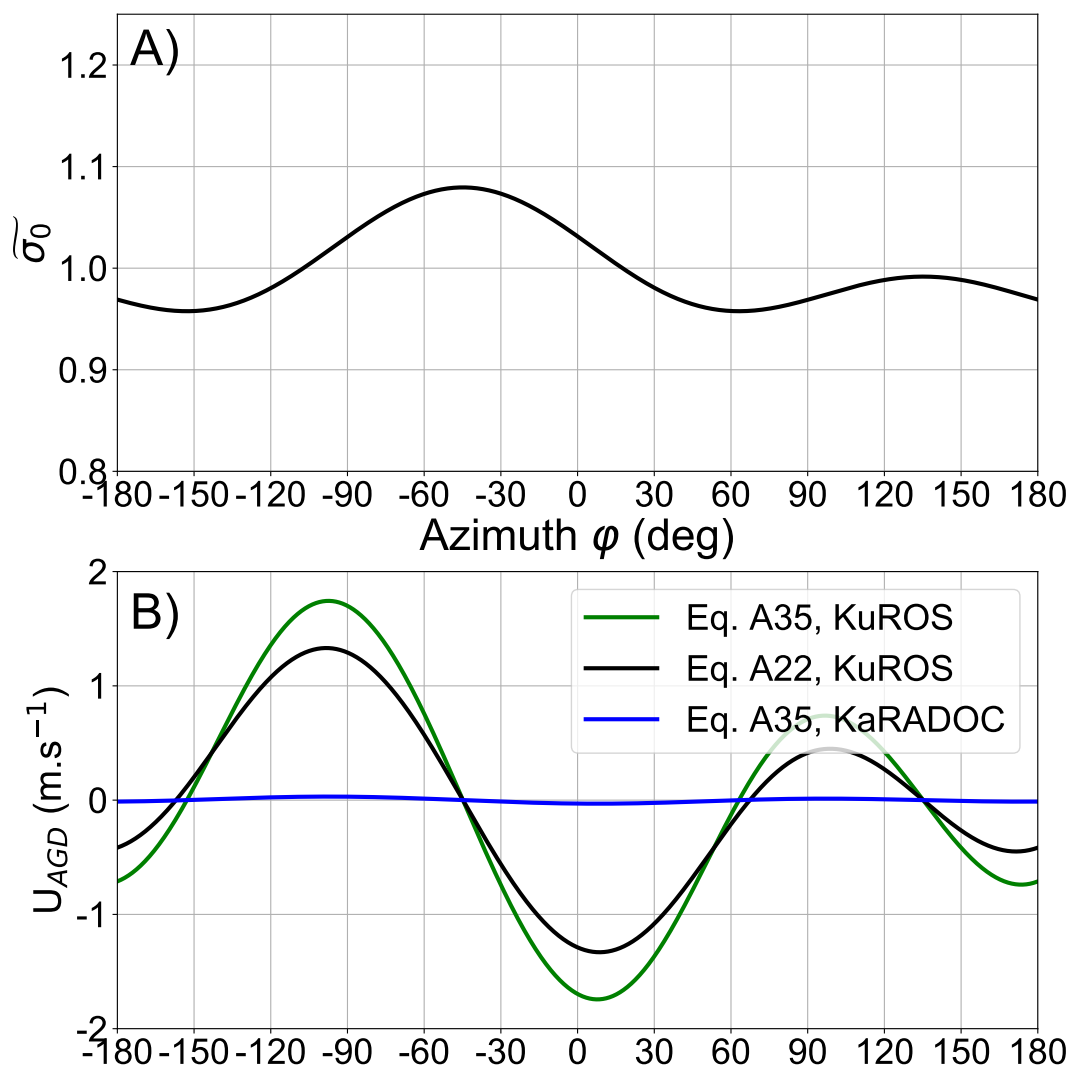 A)
1.2
1.1
1.0
0.9
0.8
σ̃₀
-180 -150 -120 -90 -60 -30 0 30 60 90 120 150 180
Azimuth φ (deg)
B)
2
1
0
-1
-2
U_AGD (m.s⁻¹)
Eq. A35, KuROS
Eq. A22, KuROS
Eq. A35, KaRADOC
-180 -150 -120 -90 -60 -30 0 30 60 90 120 150 180